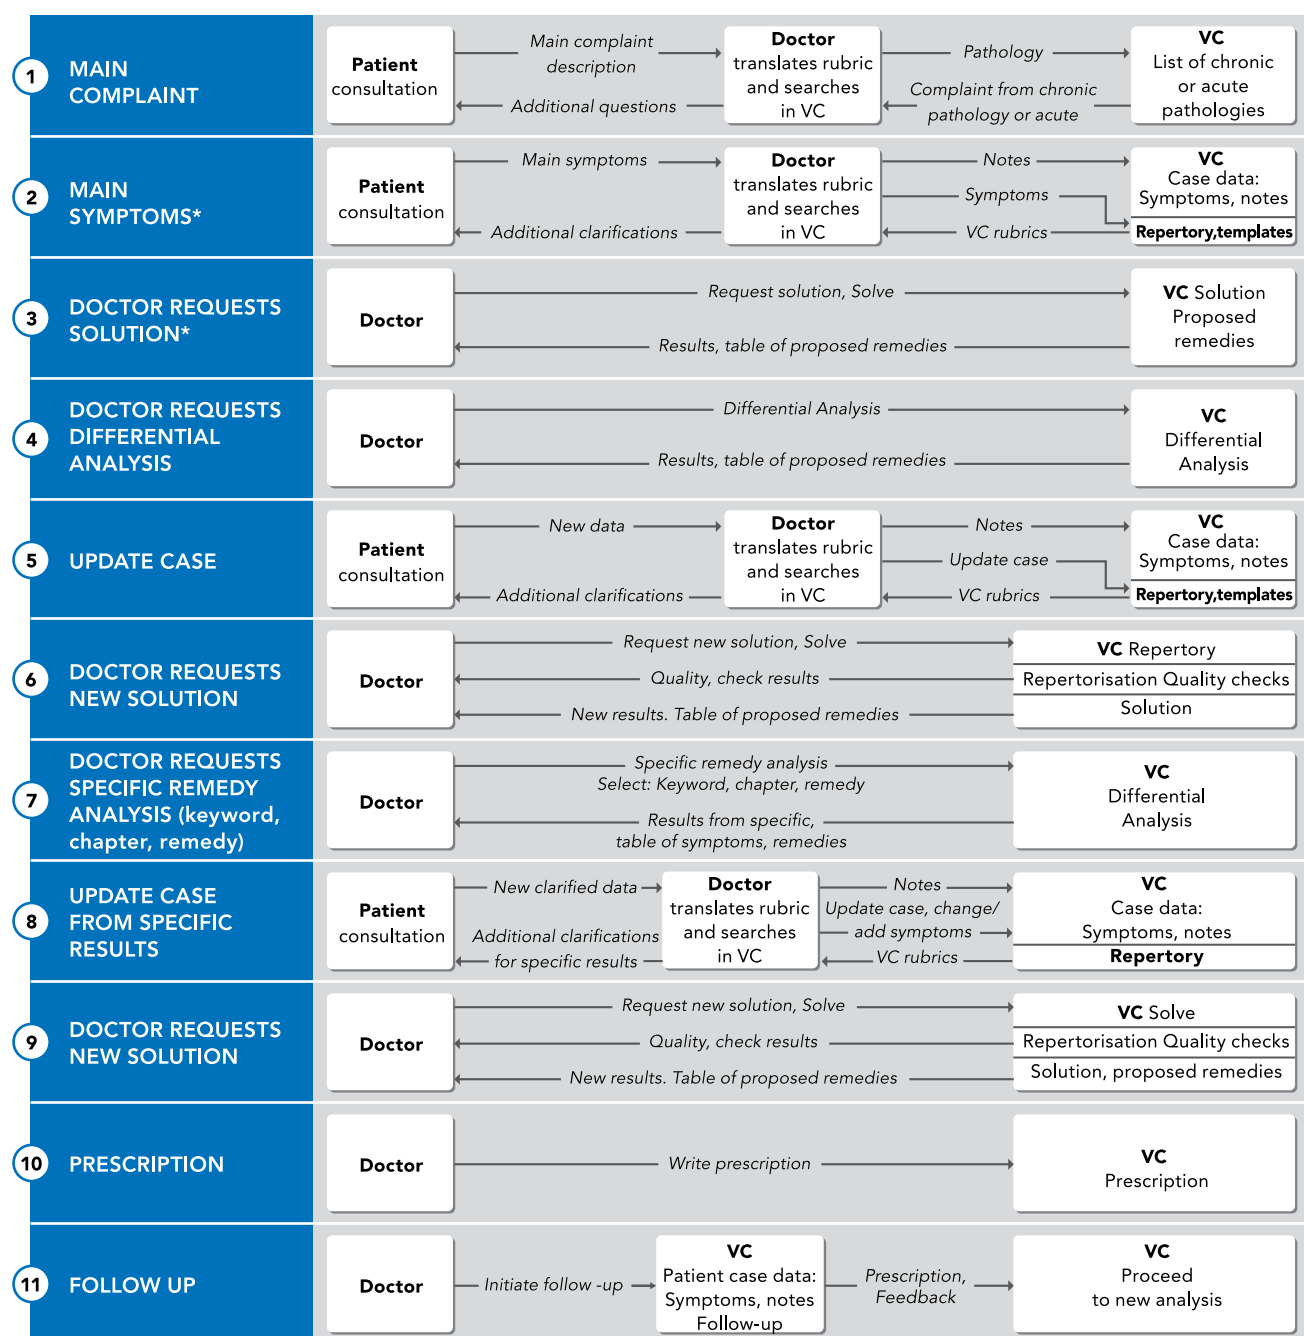 1
MAIN
COMPLAINT
Patient
consultation
Main complaint
description
Additional questions
Doctor
translates rubric
and searches
in VC
Pathology
Complaint from chronic
pathology or acute
VC
List of chronic
or acute
pathologies
2
MAIN
SYMPTOMS*
Patient
consultation
Main symptoms
Additional clarifications
Doctor
translates rubric
and searches
in VC
Notes
Symptoms
VC rubrics
VC
Case data:
Symptoms, notes
Repertory,templates
3
DOCTOR REQUESTS
SOLUTION*
Doctor
Request solution, Solve
Results, table of proposed remedies
VC Solution
Proposed
remedies
4
DOCTOR REQUESTS
DIFFERENTIAL
ANALYSIS
Doctor
Differential Analysis
Results, table of proposed remedies
VC
Differential
Analysis
5
UPDATE CASE
Patient
consultation
New data
Additional clarifications
Doctor
translates rubric
and searches
in VC
Notes
Update case
VC rubrics
VC
Case data:
Symptoms, notes
Repertory,templates
6
DOCTOR REQUESTS
NEW SOLUTION
Doctor
Request new solution, Solve
Quality, check results
New results. Table of proposed remedies
VC Repertory
Repertorisation Quality checks
Solution
7
DOCTOR REQUESTS
SPECIFIC REMEDY
ANALYSIS (keyword,
chapter, remedy)
Doctor
Specific remedy analysis
Select: Keyword, chapter, remedy
Results from specific,
table of symptoms, remedies
VC
Differential
Analysis
8
UPDATE CASE
FROM SPECIFIC
RESULTS
Patient
consultation
New clarified data
Additional clarifications
for specific results
Doctor
translates rubric
and searches
in VC
Notes
Update case, change/
add symptoms
VC rubrics
VC
Case data:
Symptoms, notes
Repertory
9
DOCTOR REQUESTS
NEW SOLUTION
Doctor
Request new solution, Solve
Quality, check results
New results. Table of proposed remedies
VC Solve
Repertorisation Quality checks
Solution, proposed remedies
10
PRESCRIPTION
Doctor
Write prescription
VC
Prescription
11
FOLLOW UP
Doctor
Initiate follow -up
VC
Patient case data:
Symptoms, notes
Follow-up
Prescription,
Feedback
VC
Proceed
to new analysis